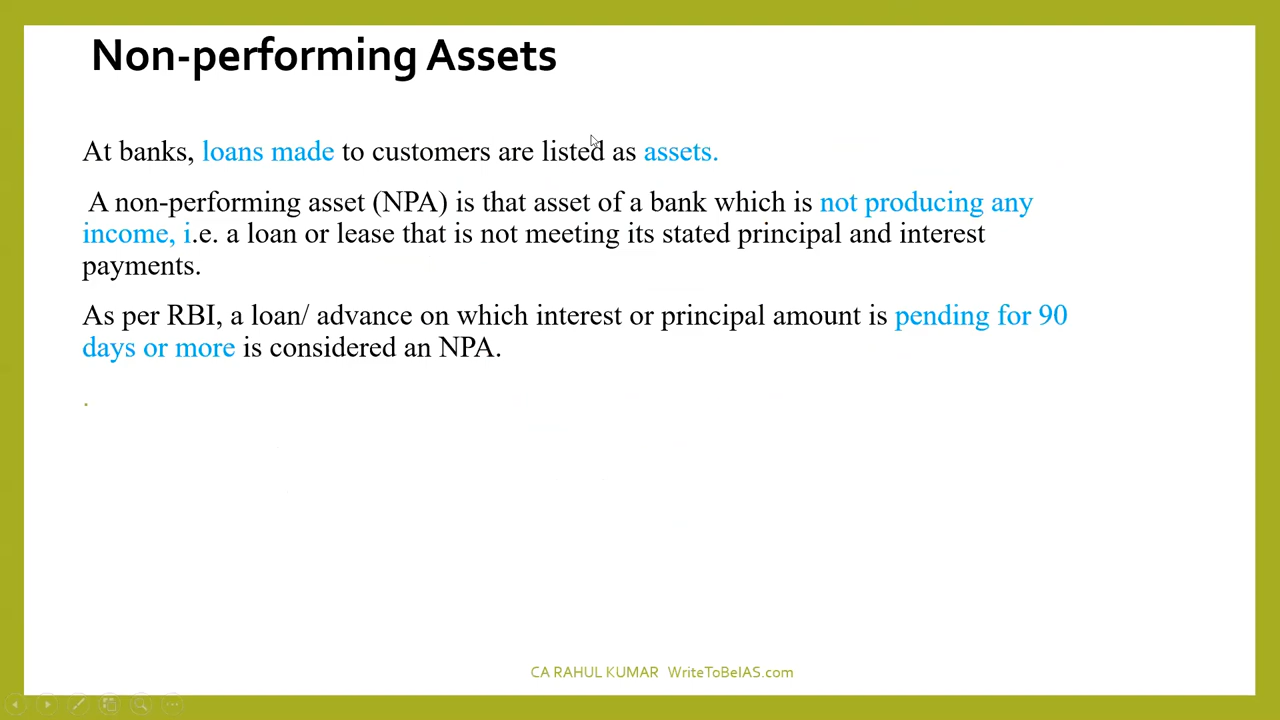 Non-performing Assets
At banks, loans made to customers are listed as assets.
A non-performing asset (NPA) is that asset of a bank which is not producing any
income, i.e. a loan or lease that is not meeting its stated principal and interest
payments.
As per RBI, a loan/ advance on which interest or principal amount is pending for 90
days or more is considered an NPA.
.
CA RAHUL KUMAR WriteToBeIAS.com